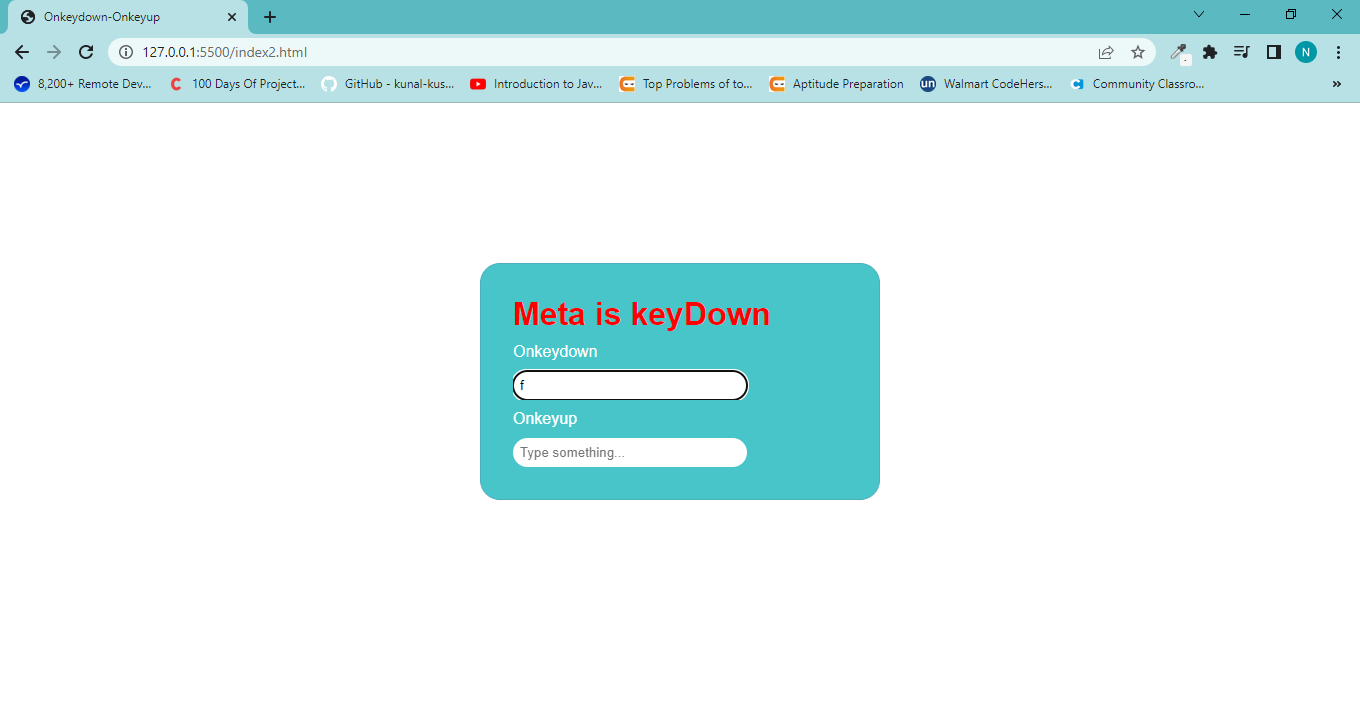 Onkeydown-Onkeyup
127.0.0.1:5500/index2.html
N
8,200+ Remote Dev... 100 Days Of Project... GitHub - kunal-kus... Introduction to Jav... Top Problems of to... Aptitude Preparation un Walmart CodeHers... Community Classro... »
Meta is keyDown
Onkeydown
f
Onkeyup
Type something...